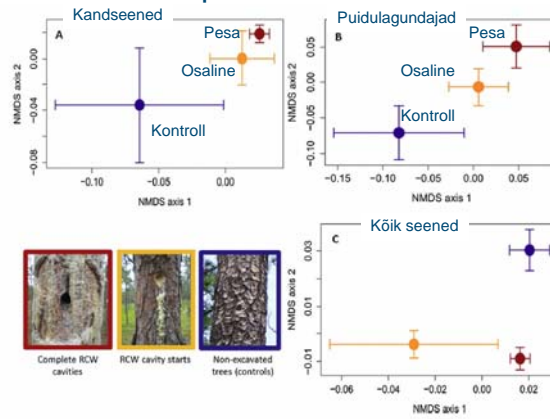 Kandseened
A
Pesa
Osaline
Kontroll
NMDS axis 2
0.00
−0.04
−0.08
−0.10
−0.05
0.00
NMDS axis 1
Puidulagundajad
B
Pesa
Osaline
Kontroll
NMDS axis 2
0.05
0.00
−0.05
−0.10
−0.15
−0.10
−0.05
0.00
0.05
NMDS axis 1
Complete RCW
cavities
RCW cavity starts
Non-excavated
trees (controls)
Kõik seened
C
NMDS axis 2
0.03
0.01
−0.01
−0.06
−0.04
−0.02
0.00
0.02
NMDS axis 1